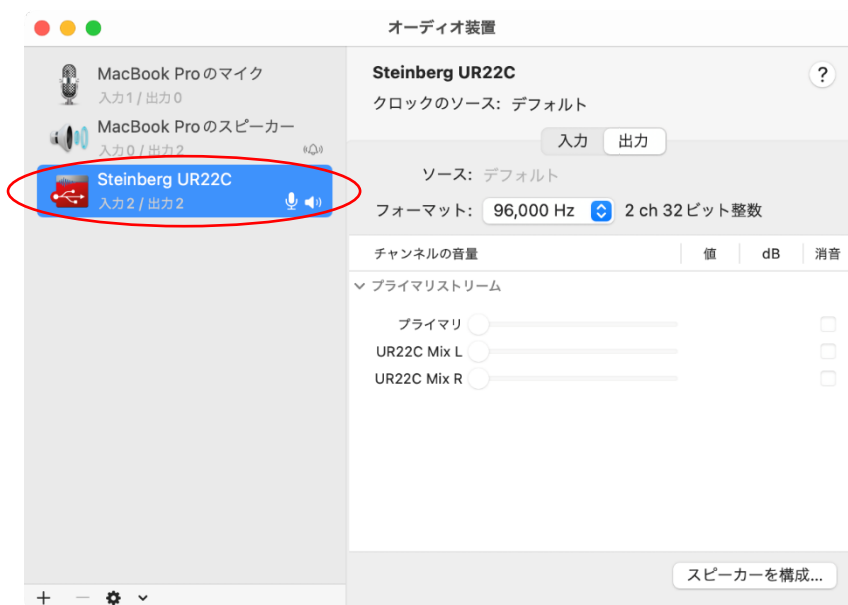 オーディオ装置
MacBook Proのマイク
入力1 / 出力0
MacBook Proのスピーカー
入力0 / 出力2
Steinberg UR22C
入力2 / 出力2
Steinberg UR22C
?
クロックのソース: デフォルト
入力 出力
ソース: デフォルト
フォーマット: 96,000 Hz 2 ch 32ビット整数
チャンネルの音量 値 dB 消音
プライマリストリーム
プライマリ
UR22C Mix L
UR22C Mix R
スピーカーを構成...